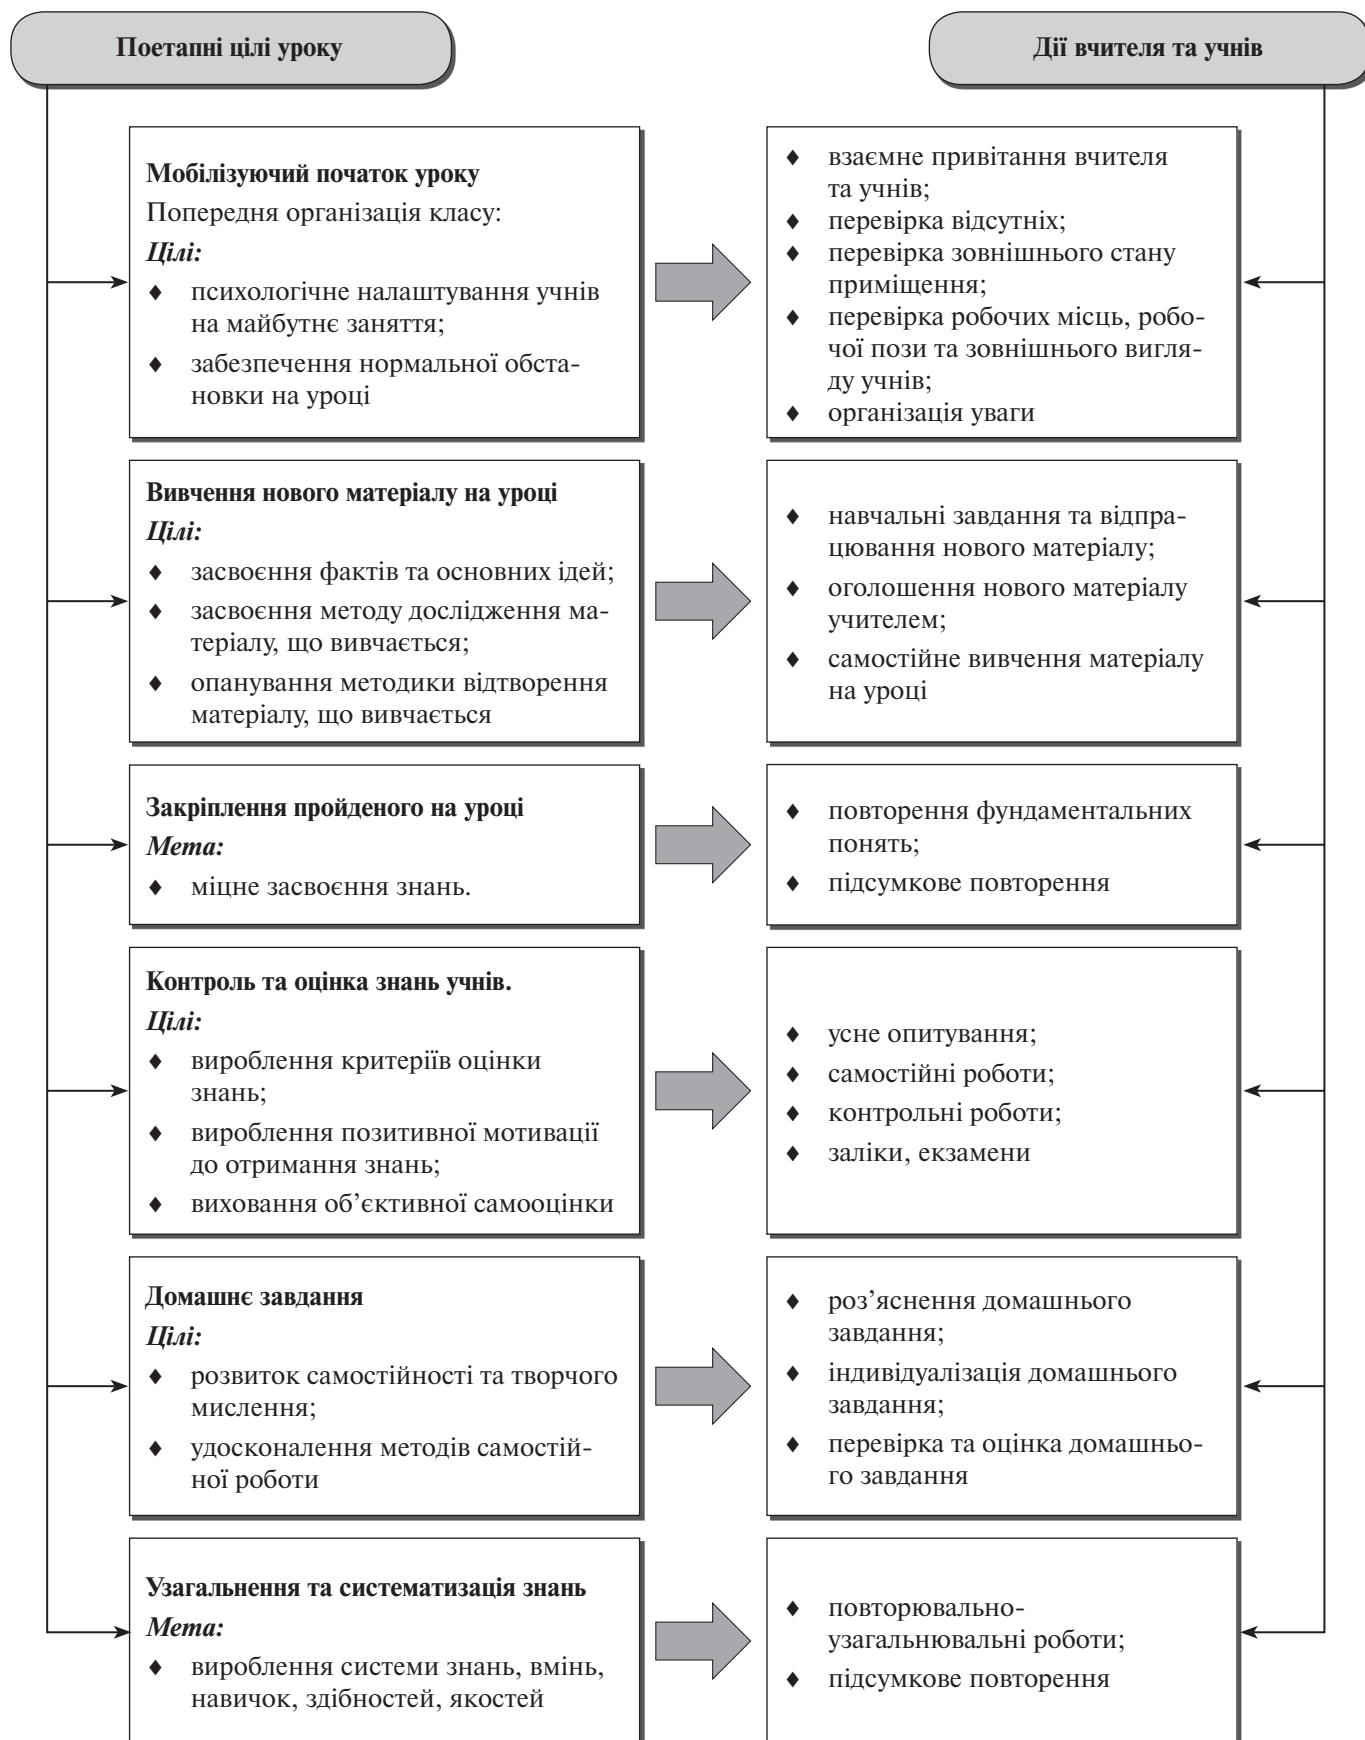 Поетапні цілі уроку
Дії вчителя та учнів
Мобілізуючий початок уроку
Попередня організація класу:
Цілі:
♦ психологічне налаштування учнів
на майбутнє заняття;
♦ забезпечення нормальної обста-
новки на уроці
♦ взаємне привітання вчителя
та учнів;
♦ перевірка відсутніх;
♦ перевірка зовнішнього стану
приміщення;
♦ перевірка робочих місць, робо-
чої пози та зовнішнього вигля-
ду учнів;
♦ організація уваги
Вивчення нового матеріалу на уроці
Цілі:
♦ засвоєння фактів та основних ідей;
♦ засвоєння методу дослідження ма-
теріалу, що вивчається;
♦ опанування методики відтворення
матеріалу, що вивчається
♦ навчальні завдання та відпра-
цювання нового матеріалу;
♦ оголошення нового матеріалу
учителем;
♦ самостійне вивчення матеріалу
на уроці
Закріплення пройденого на уроці
Мета:
♦ міцне засвоєння знань.
♦ повторення фундаментальних
понять;
♦ підсумкове повторення
Контроль та оцінка знань учнів.
Цілі:
♦ вироблення критеріїв оцінки
знань;
♦ вироблення позитивної мотивації
до отримання знань;
♦ виховання об’єктивної самооцінки
♦ усне опитування;
♦ самостійні роботи;
♦ контрольні роботи;
♦ заліки, екзамени
Домашнє завдання
Цілі:
♦ розвиток самостійності та творчого
мислення;
♦ удосконалення методів самостій-
ної роботи
♦ роз’яснення домашнього
завдання;
♦ індивідуалізація домашнього
завдання;
♦ перевірка та оцінка домашньо-
го завдання
Узагальнення та систематизація знань
Мета:
♦ вироблення системи знань, вмінь,
навичок, здібностей, якостей
♦ повторювально-
узагальнювальні роботи;
♦ підсумкове повторення